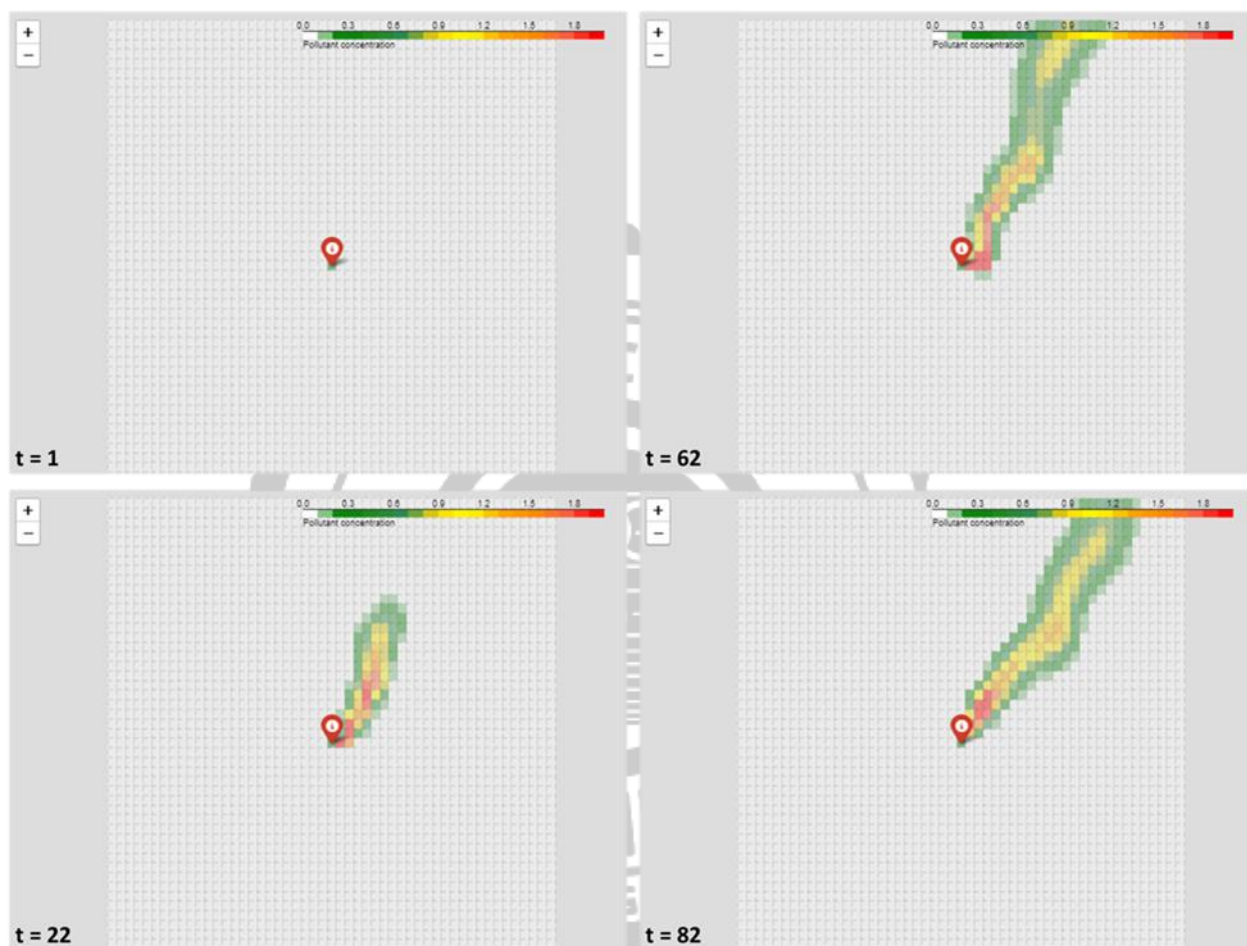 +
−
0.0 0.3 0.6 0.9 1.2 1.5 1.8
Pollutant concentration
t = 1
+
−
0.0 0.3 0.6 0.9 1.2 1.5 1.8
Pollutant concentration
t = 62
+
−
0.0 0.3 0.6 0.9 1.2 1.5 1.8
Pollutant concentration
t = 22
+
−
0.0 0.3 0.6 0.9 1.2 1.5 1.8
Pollutant concentration
t = 82